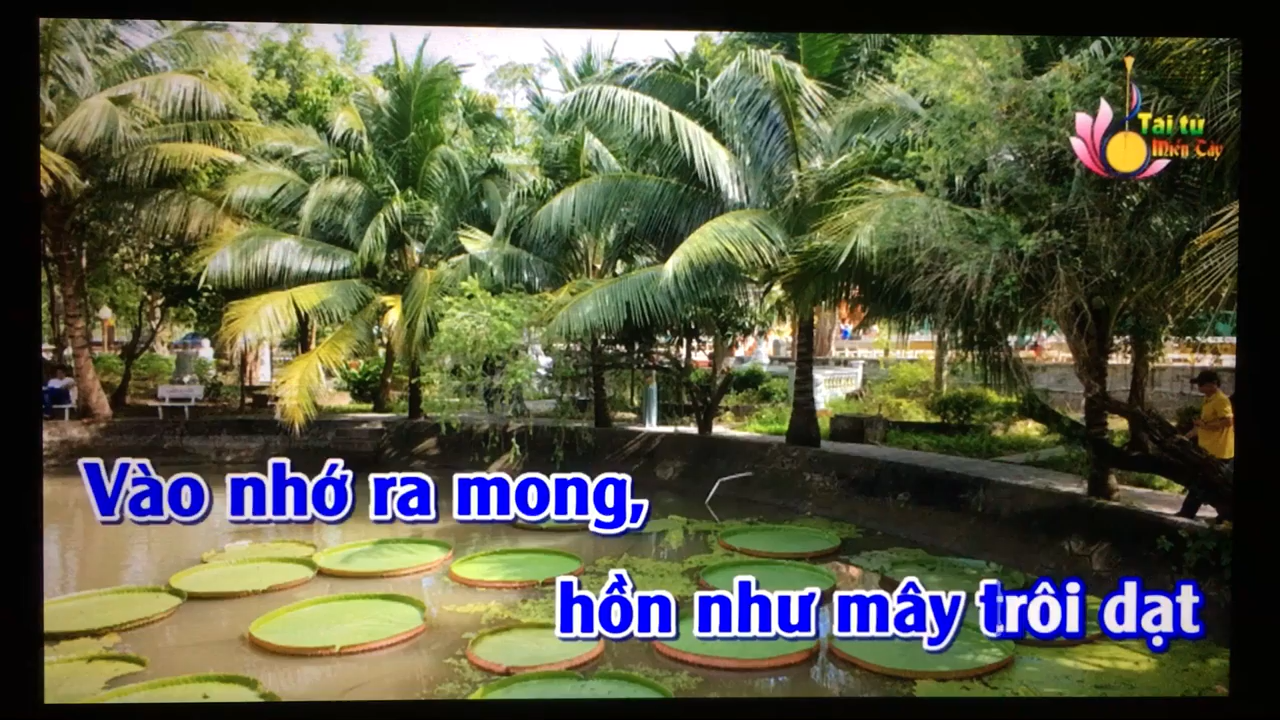 Tài tử
Miền Tây
Vào nhớ ra mong,
hồn như mây trôi dạt